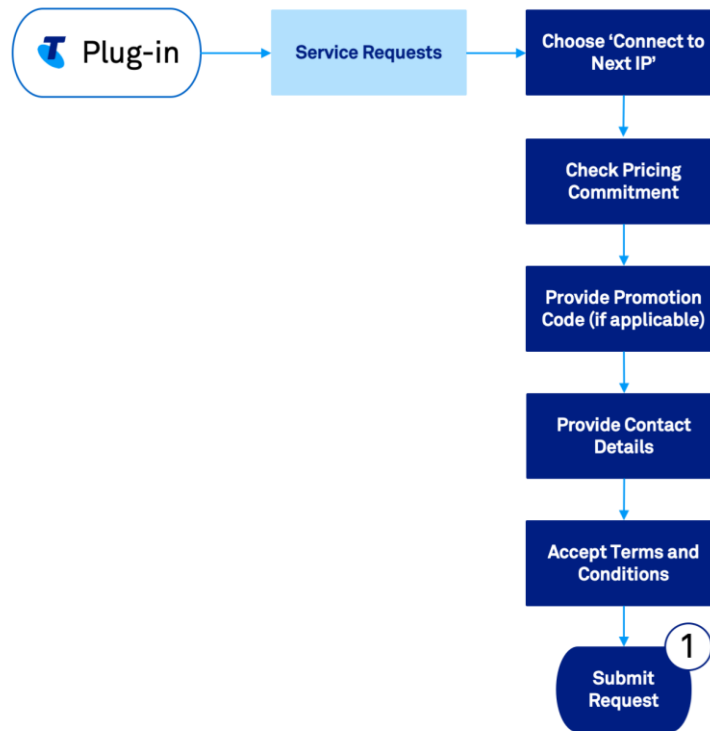 Plug-in
Service Requests
Choose ‘Connect to
Next IP’
Check Pricing
Commitment
Provide Promotion
Code (if applicable)
Provide Contact
Details
Accept Terms and
Conditions
1
Submit
Request